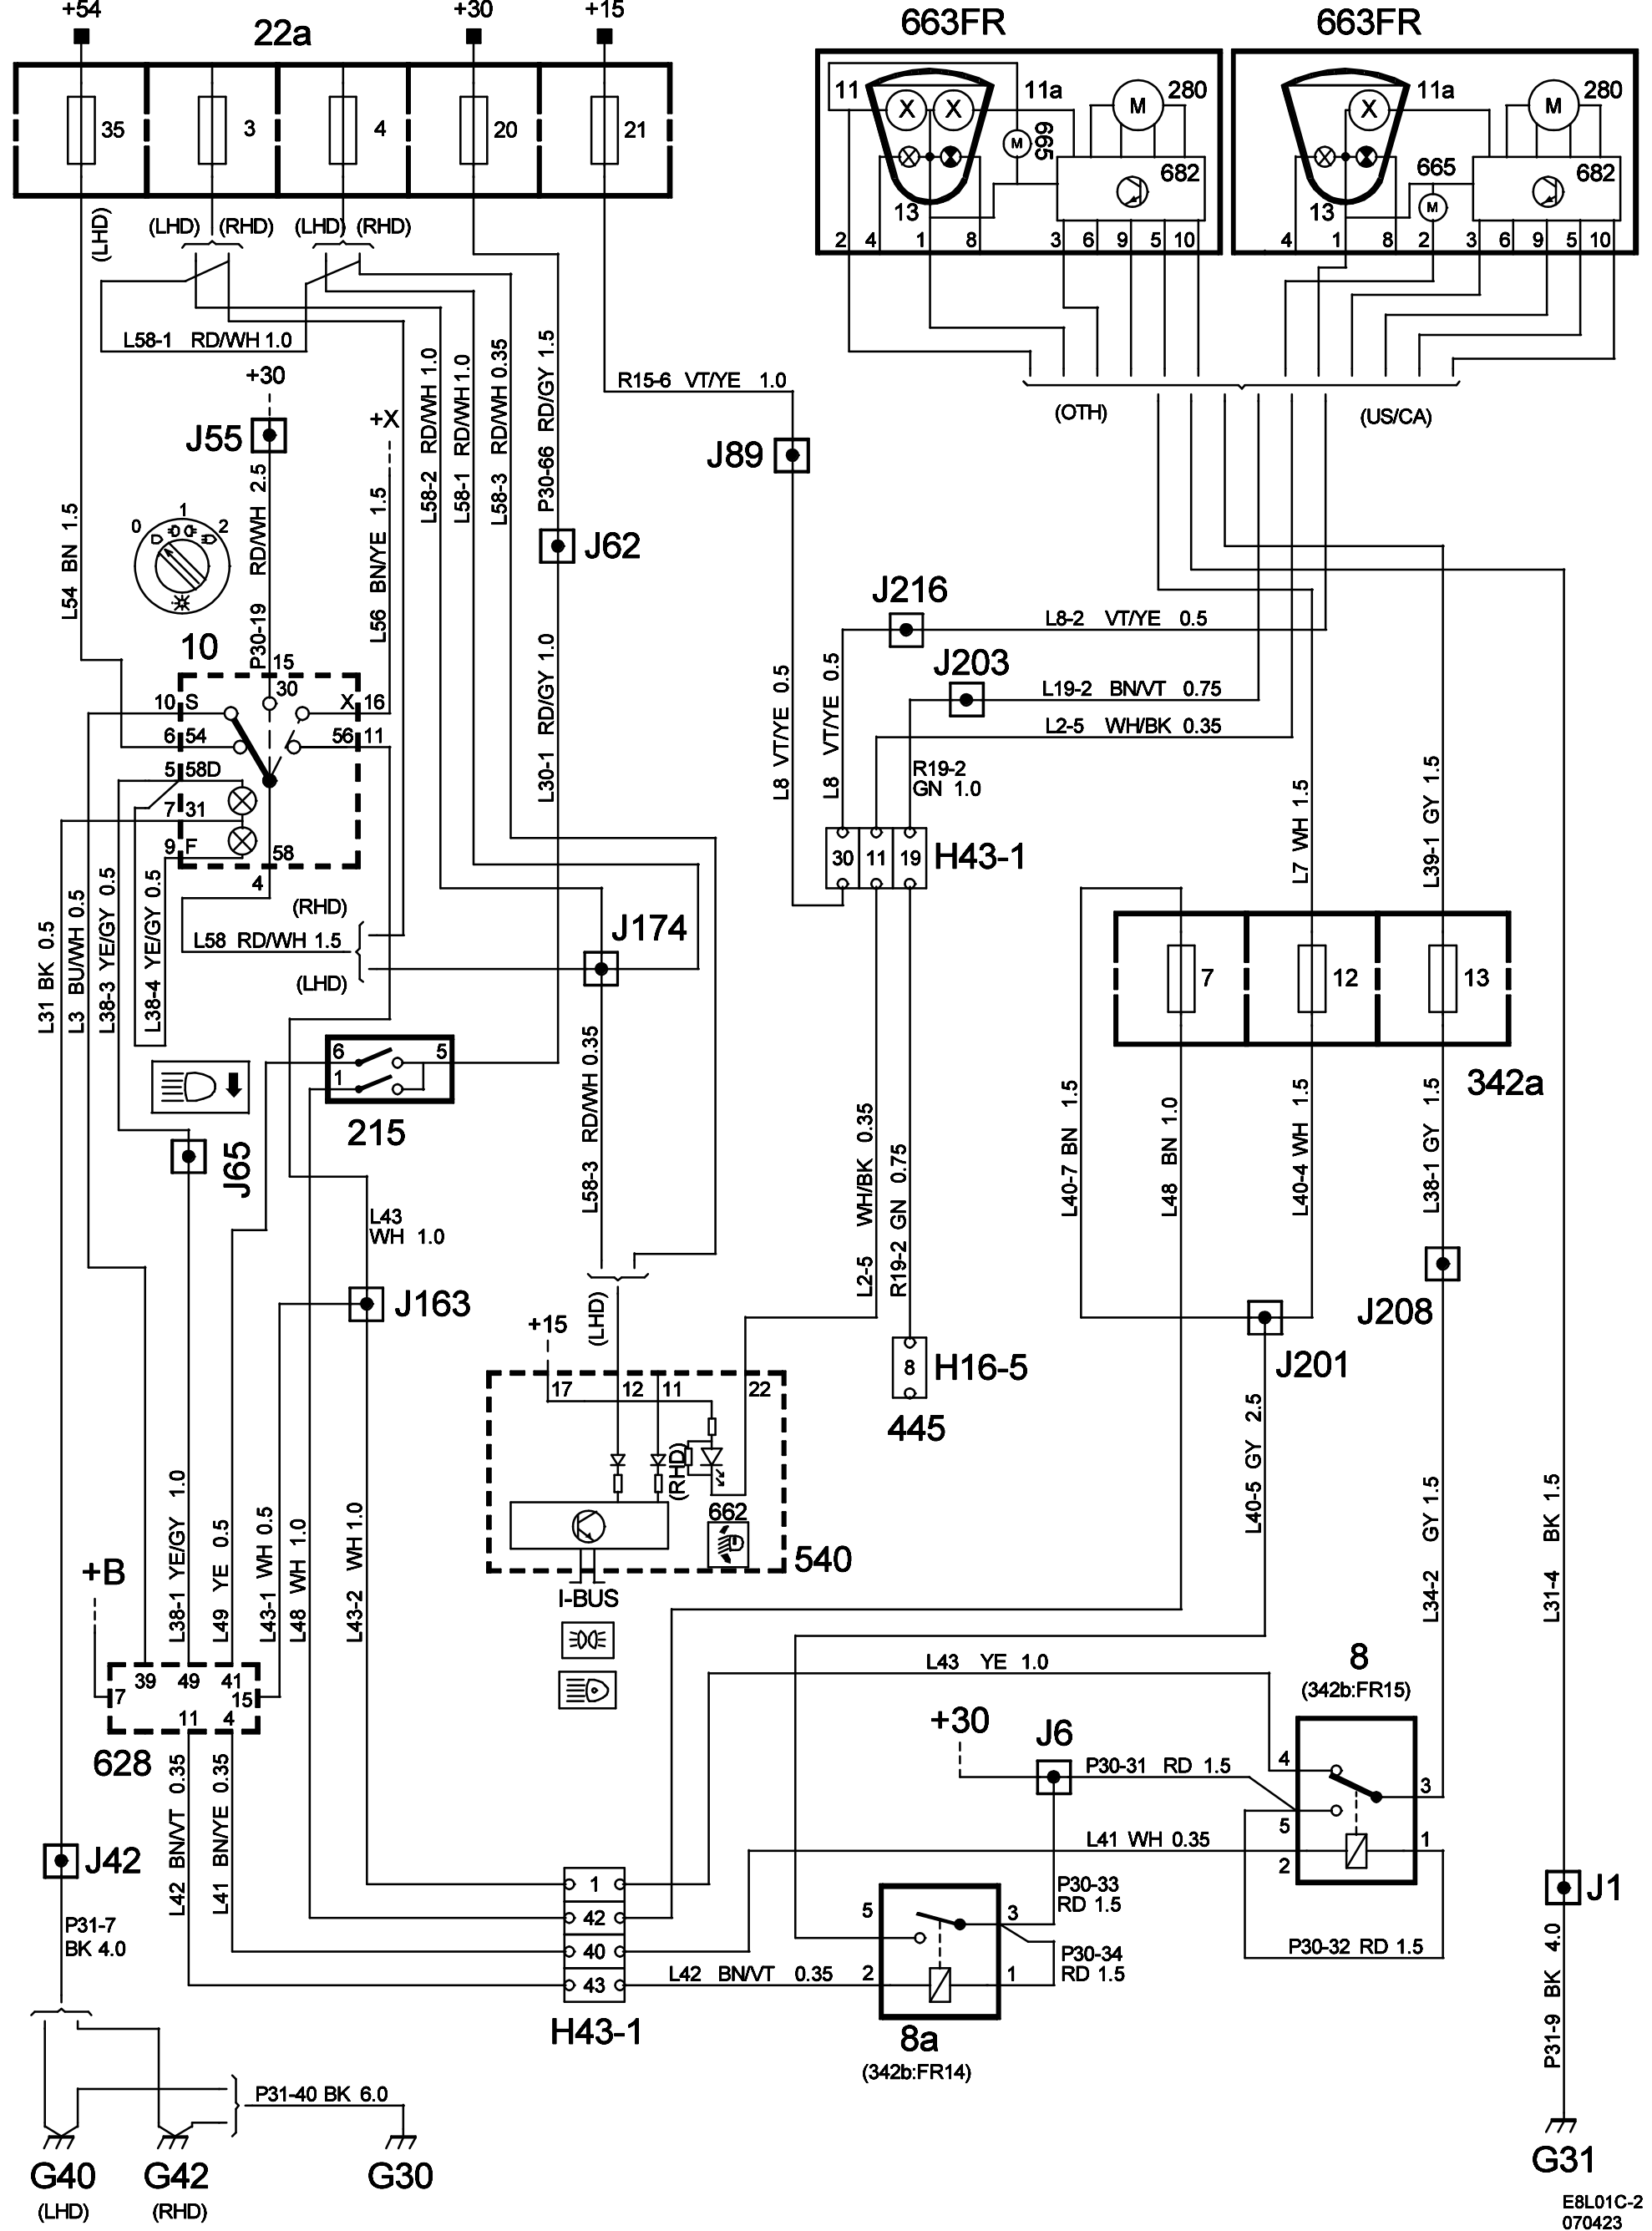 +54
+30
+15
22a
663FR
663FR
35
3
4
20
21
11
11a
280
665
682
13
2 4 1 8 3 6 9 5 10
11a
280
665
682
13
4 1 8 2 3 6 9 5 10
(LHD)
(LHD) (RHD)
(LHD) (RHD)
L58-1 RD/WH 1.0
R15-6 VT/YE 1.0
(OTH)
(US/CA)
+30
J55
+X
L54 BN 1.5
P30-19 RD/WH 2.5
L56 BN/YE 1.5
L58-2 RD/WH 1.0
L58-1 RD/WH 1.0
L58-3 RD/WH 0.35
P30-66 RD/GY 1.5
J89
J62
0 1 2
10
15
30
10 S
X 16
6 54
56 11
5 58D
7 31
9 F
58
4
J216
L8-2 VT/YE 0.5
J203
L19-2 BN/VT 0.75
L2-5 WH/BK 0.35
R19-2
GN 1.0
L30-1 RD/GY 1.0
L8 VT/YE 0.5
L8 VT/YE 0.5
30 11 19
H43-1
L7 WH 1.5
L39-1 GY 1.5
L31 BK 0.5
L3 BU/WH 0.5
L38-3 YE/GY 0.5
L38-4 YE/GY 0.5
(RHD)
L58 RD/WH 1.5
(LHD)
J174
7
12
13
342a
6
1
5
215
J65
L43
WH 1.0
L58-3 RD/WH 0.35
L2-5 WH/BK 0.35
R19-2 GN 0.75
L40-7 BN 1.5
L48 BN 1.0
L40-4 WH 1.5
L38-1 GY 1.5
J208
J201
J163
+15
(LHD)
17
12
11
22
(RHD)
662
540
I-BUS
8
H16-5
445
L40-5 GY 2.5
L34-2 GY 1.5
L31-4 BK 1.5
+B
L38-1 YE/GY 1.0
L49 YE 0.5
L43-1 WH 0.5
L48 WH 1.0
L43-2 WH 1.0
39 49 41
7
15
11 4
628
L42 BN/VT 0.35
L41 BN/YE 0.35
L43 YE 1.0
8
(342b:FR15)
+30
J6
P30-31 RD 1.5
4
3
5
1
2
L41 WH 0.35
P30-33
RD 1.5
P30-34
RD 1.5
P30-32 RD 1.5
J42
P31-7
BK 4.0
1
42
40
43
H43-1
L42 BN/VT 0.35
5
3
2
1
8a
(342b:FR14)
J1
P31-9 BK 4.0
P31-40 BK 6.0
G40
(LHD)
G42
(RHD)
G30
G31
E8L01C-2
070423